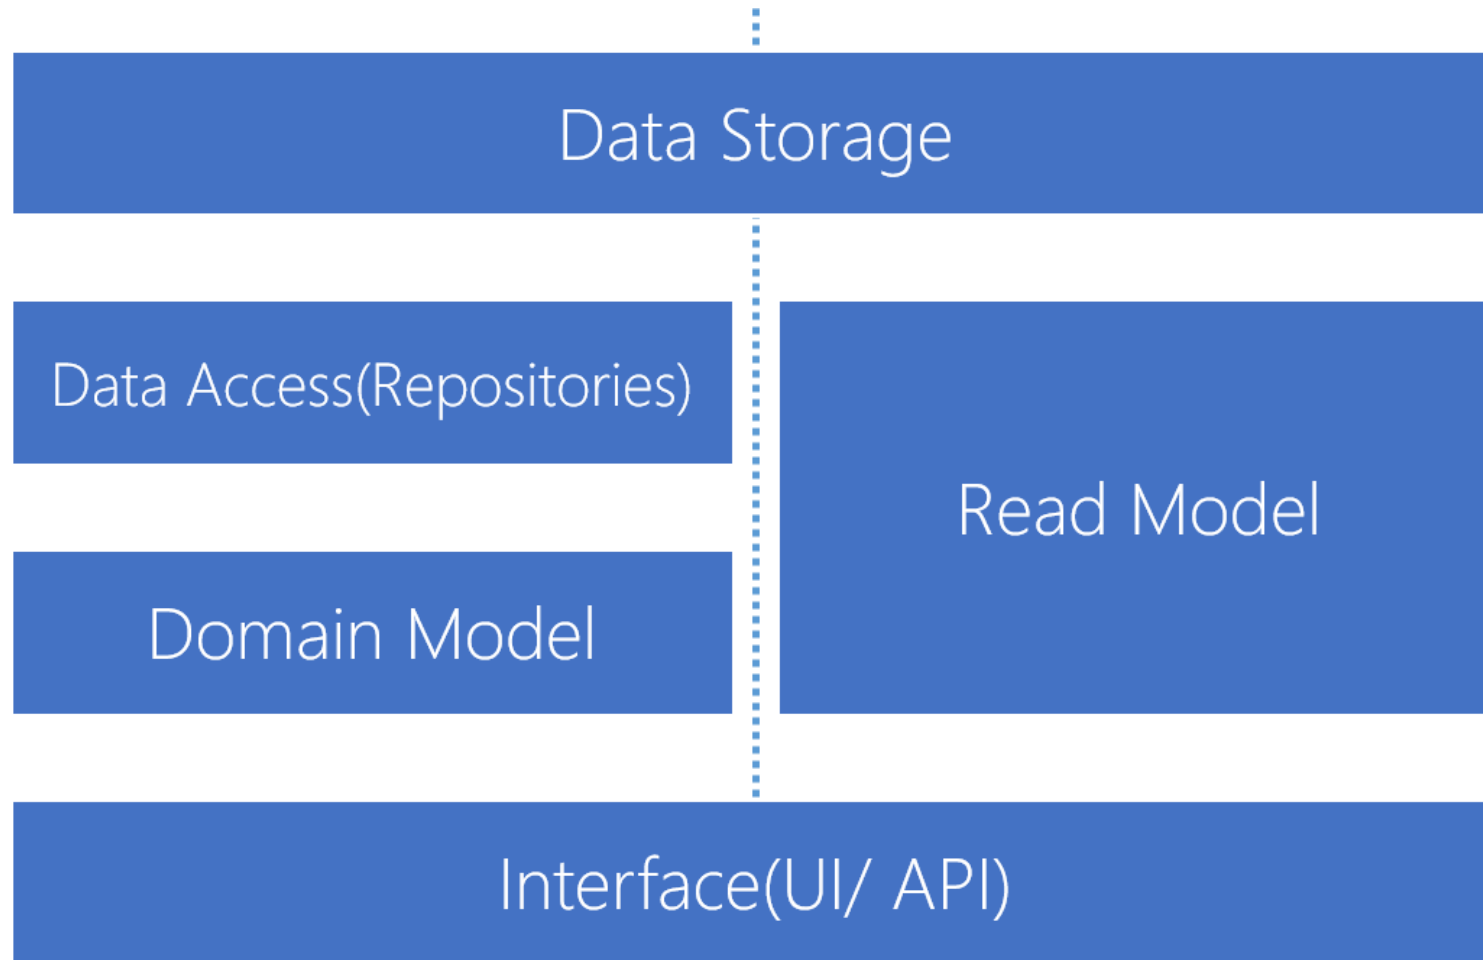 Data Storage
Data Access(Repositories)
Read Model
Domain Model
Interface(UI/ API)